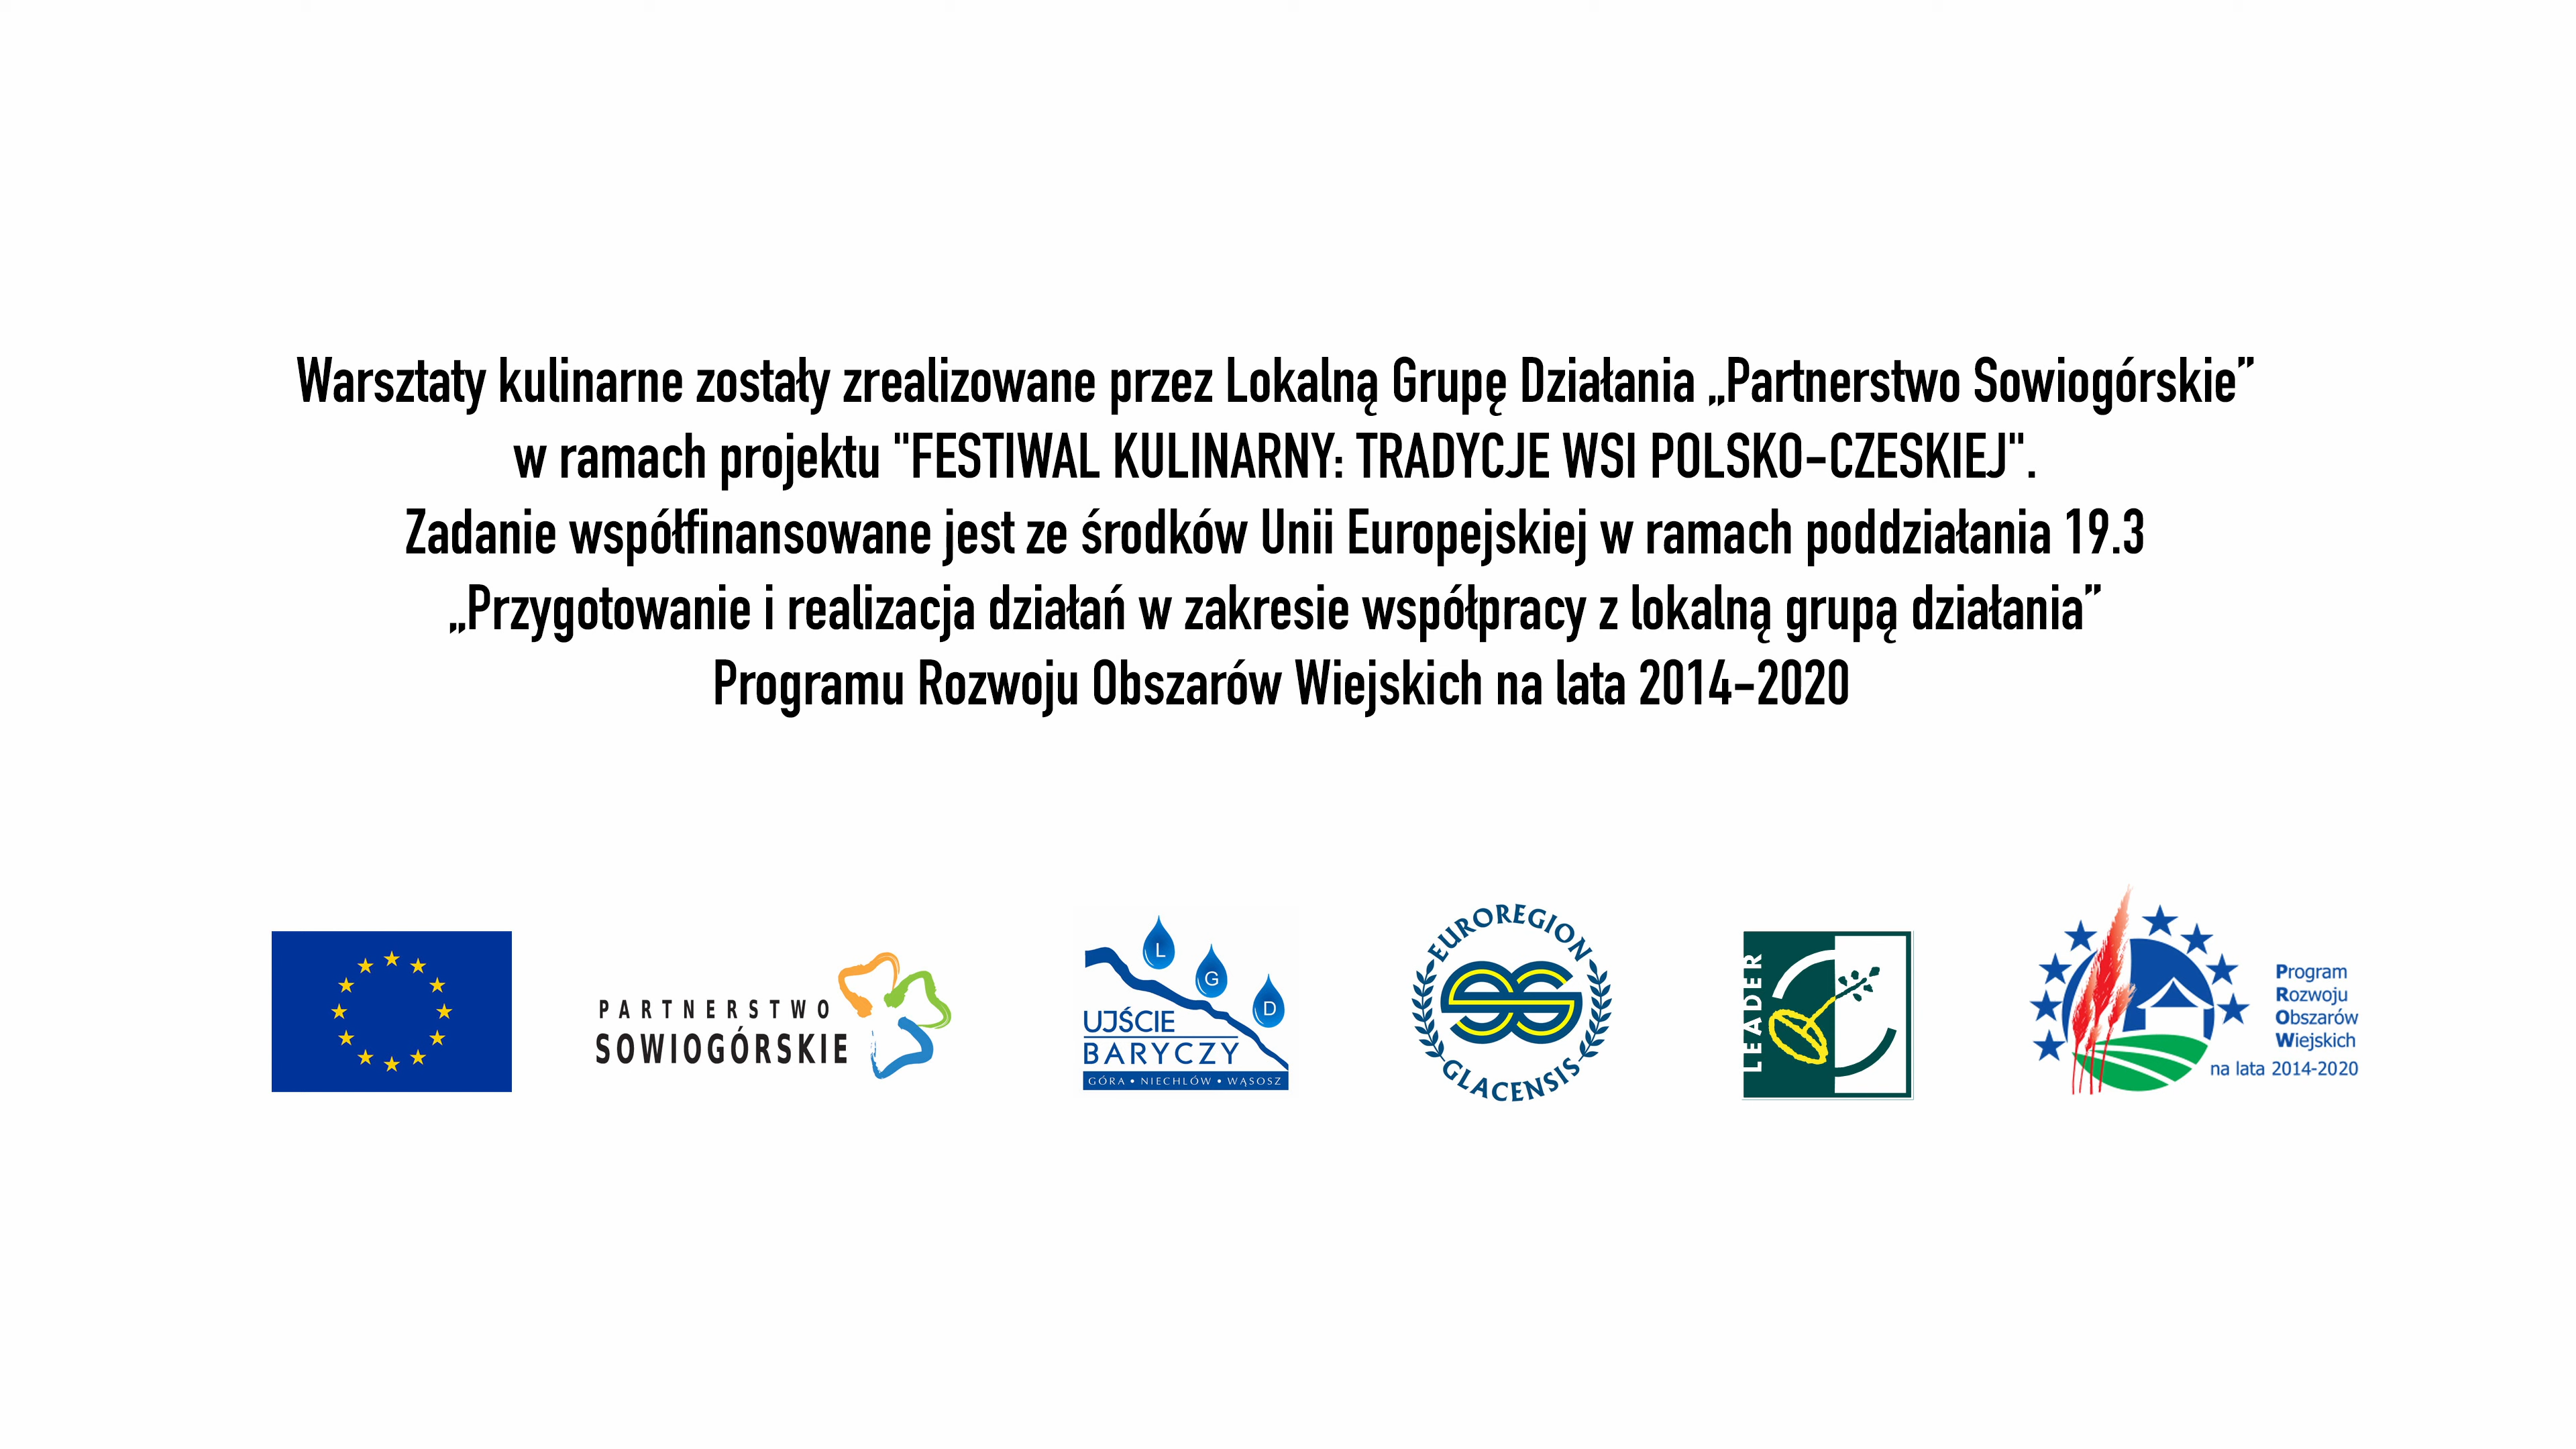 Warsztaty kulinarne zostały zrealizowane przez Lokalną Grupę Działania „Partnerstwo Sowiogórskie”
w ramach projektu "FESTIWAL KULINARNY: TRADYCJE WSI POLSKO-CZESKIEJ".
Zadanie współfinansowane jest ze środków Unii Europejskiej w ramach poddziałania 19.3
„Przygotowanie i realizacja działań w zakresie współpracy z lokalną grupą działania”
Programu Rozwoju Obszarów Wiejskich na lata 2014-2020
PARTNERSTWO
SOWIOGÓRSKIE
L
G
D
UJŚCIE
BARYCZY
GÓRA • NIECHLÓW • WĄSOSZ
EUROREGION
GLACENSIS
LEADER
Program
Rozwoju
Obszarów
Wiejskich
na lata 2014-2020